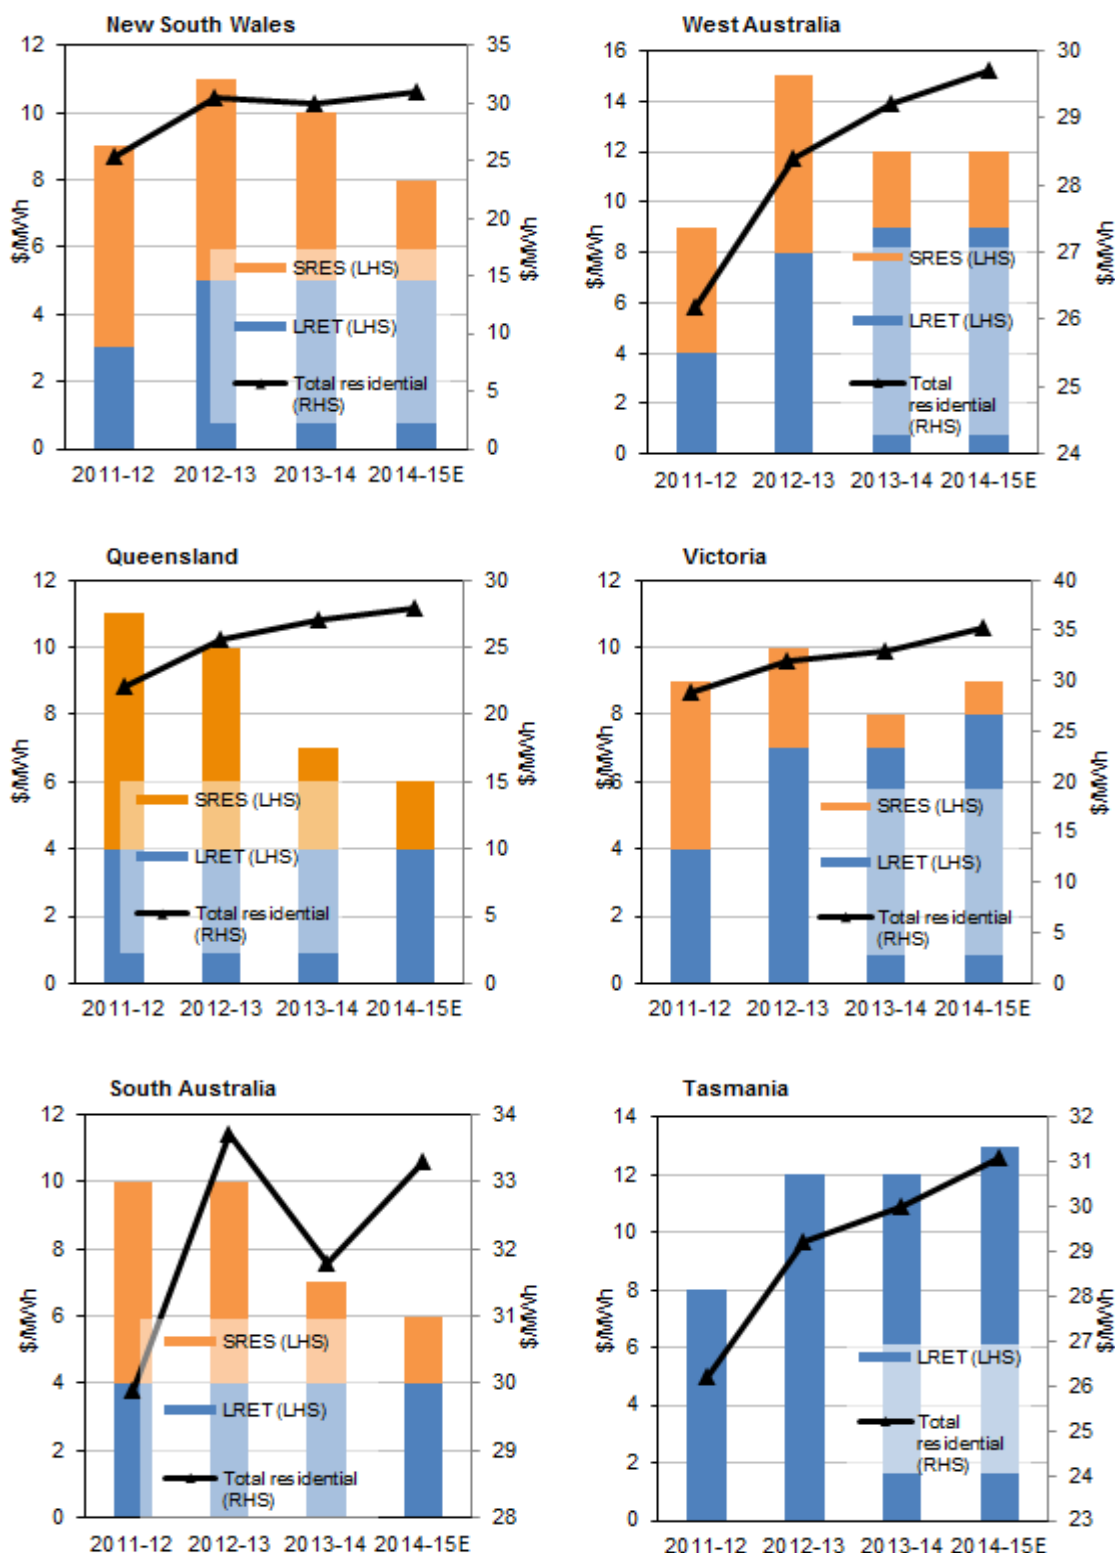 New South Wales
12
10
8
6
4
2
0
$/MWh
35
30
25
20
15
10
5
0
$/MWh
SRES (LHS)
LRET (LHS)
Total residential
(RHS)
2011-12 2012-13 2013-14 2014-15E
West Australia
16
14
12
10
8
6
4
2
0
$/MWh
30
29
28
27
26
25
24
$/MWh
SRES (LHS)
LRET (LHS)
Total
residential
(RHS)
2011-12 2012-13 2013-14 2014-15E
Queensland
12
10
8
6
4
2
0
$/MWh
30
25
20
15
10
5
0
$/MWh
SRES (LHS)
LRET (LHS)
Total residential
(RHS)
2011-12 2012-13 2013-14 2014-15E
Victoria
12
10
8
6
4
2
0
$/MWh
40
35
30
25
20
15
10
5
0
$/MWh
SRES (LHS)
LRET (LHS)
Total residential
(RHS)
2011-12 2012-13 2013-14 2014-15E
South Australia
12
10
8
6
4
2
0
$/MWh
34
33
32
31
30
29
28
$/MWh
SRES (LHS)
LRET (LHS)
Total residential
(RHS)
2011-12 2012-13 2013-14 2014-15E
Tasmania
14
12
10
8
6
4
2
0
$/MWh
32
31
30
29
28
27
26
25
24
23
$/MWh
LRET (LHS)
Total
residential
(RHS)
2011-12 2012-13 2013-14 2014-15E